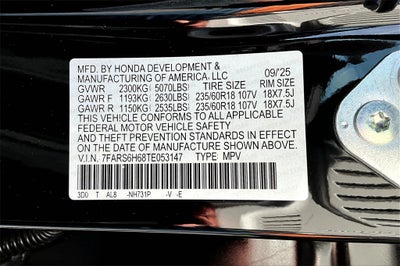 MFD. BY HONDA DEVELOPMENT & 09/'25
MANUFACTURING OF AMERICA, LLC
GVWR 2300KG (5070LBS) TIRE SIZE RIM SIZE
GAWR F 1193KG (2630LBS) 235/60R18 107V 18X7.5J
GAWR R 1150KG (2535LBS) 235/60R18 107V 18X7.5J
THIS VEHICLE CONFORMS TO ALL APPLICABLE
FEDERAL MOTOR VEHICLE SAFETY
AND THEFT PREVENTION STANDARDS IN EFFECT
ON THE DATE OF MANUFACTURE SHOWN ABOVE.
V.I.N. 7FARS6H68TE053147 TYPE: MPV
3D0 T AL8 -NH731P -V -E